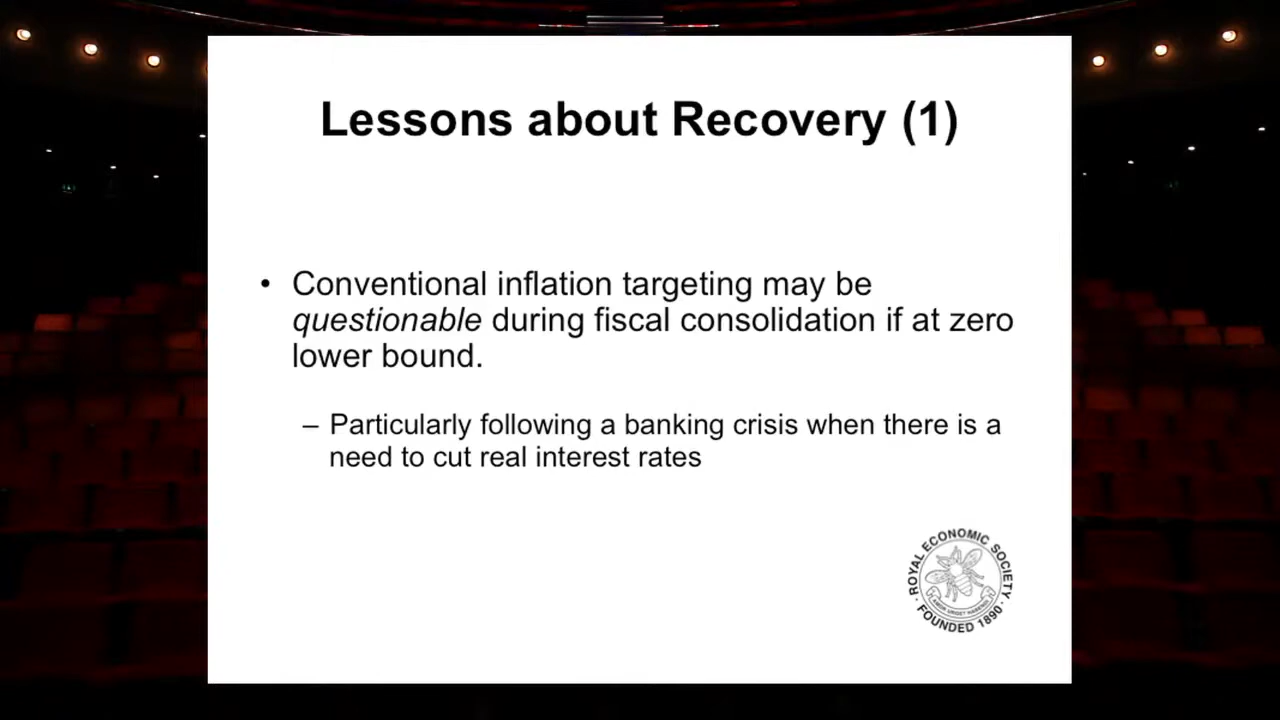 Lessons about Recovery (1)
• Conventional inflation targeting may be
questionable during fiscal consolidation if at zero
lower bound.
– Particularly following a banking crisis when there is a
need to cut real interest rates
ROYAL ECONOMIC SOCIETY
· FOUNDED 1890 ·